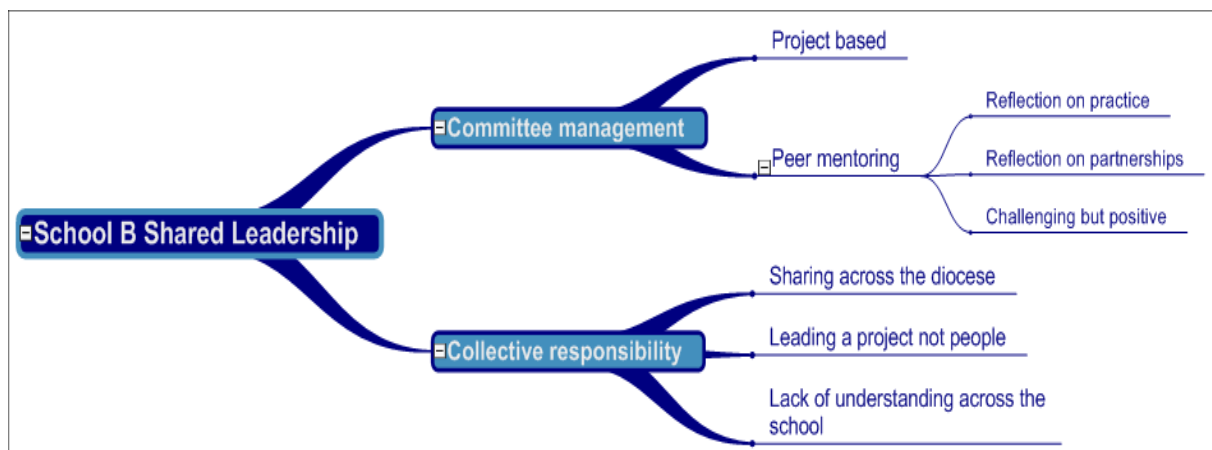 School B Shared Leadership
Committee management
Project based
Peer mentoring
Reflection on practice
Reflection on partnerships
Challenging but positive
Collective responsibility
Sharing across the diocese
Leading a project not people
Lack of understanding across the
school